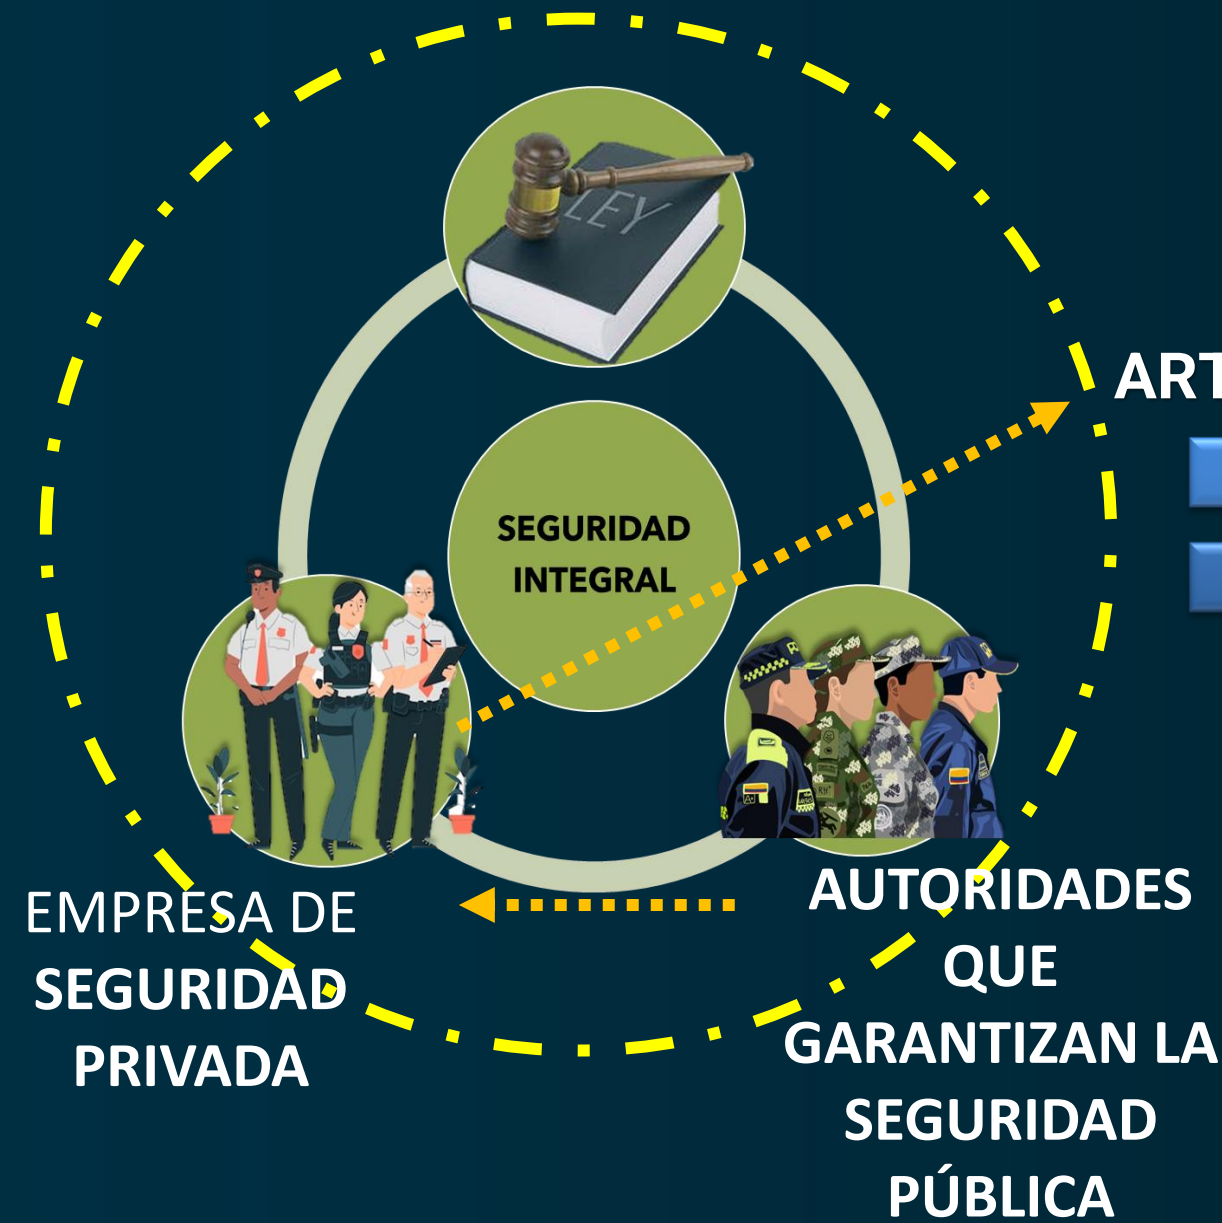 LEY
ART
SEGURIDAD
INTEGRAL
EMPRESA DE
SEGURIDAD
PRIVADA
AUTORIDADES
QUE
GARANTIZAN LA
SEGURIDAD
PÚBLICA